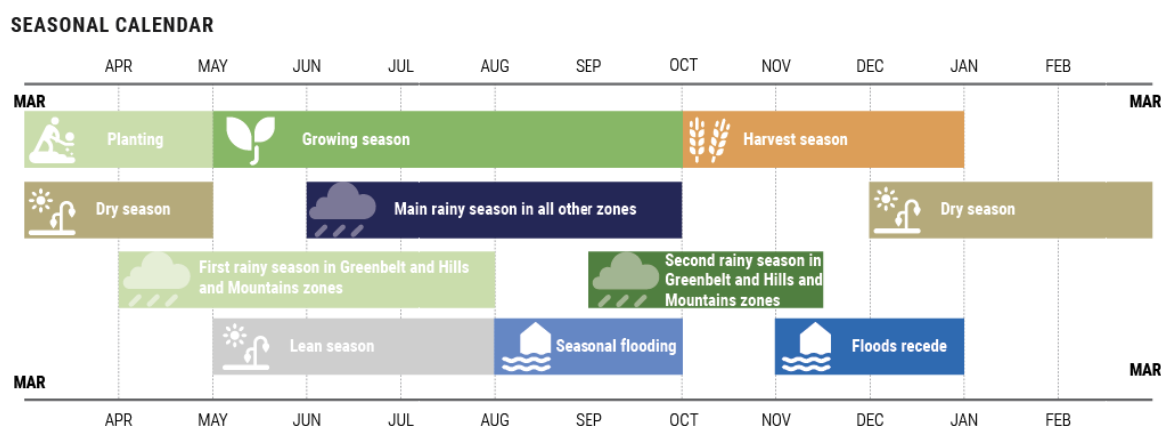 SEASONAL CALENDAR
APR MAY JUN JUL AUG SEP OCT NOV DEC JAN FEB
MAR MAR
Planting Growing season Harvest season
Dry season Main rainy season in all other zones Dry season
First rainy season in Greenbelt and Hills
and Mountains zones
Second rainy season in
Greenbelt and Hills and
Mountains zones
Lean season Seasonal flooding Floods recede
MAR MAR
APR MAY JUN JUL AUG SEP OCT NOV DEC JAN FEB